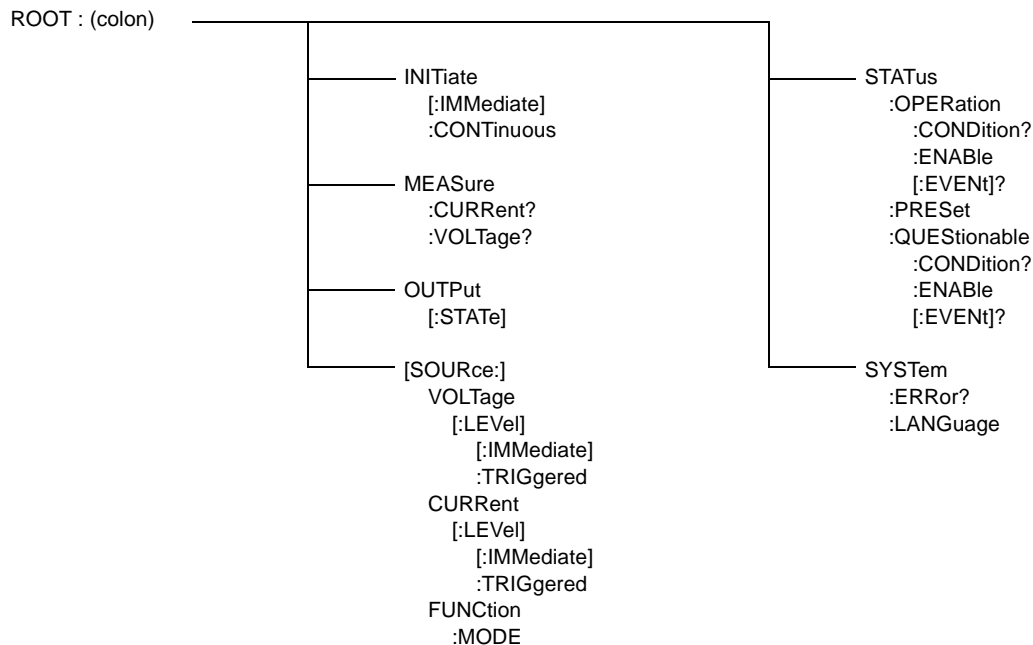 ROOT : (colon)
INITiate
[:IMMediate]
:CONTinuous
MEASure
:CURRent?
:VOLTage?
OUTPut
[:STATe]
[SOURce:]
VOLTage
[:LEVel]
[:IMMediate]
:TRIGgered
CURRent
[:LEVel]
[:IMMediate]
:TRIGgered
FUNCtion
:MODE
STATus
:OPERation
:CONDition?
:ENABle
[:EVENt]?
:PRESet
:QUEStionable
:CONDition?
:ENABle
[:EVENt]?
SYSTem
:ERRor?
:LANGuage